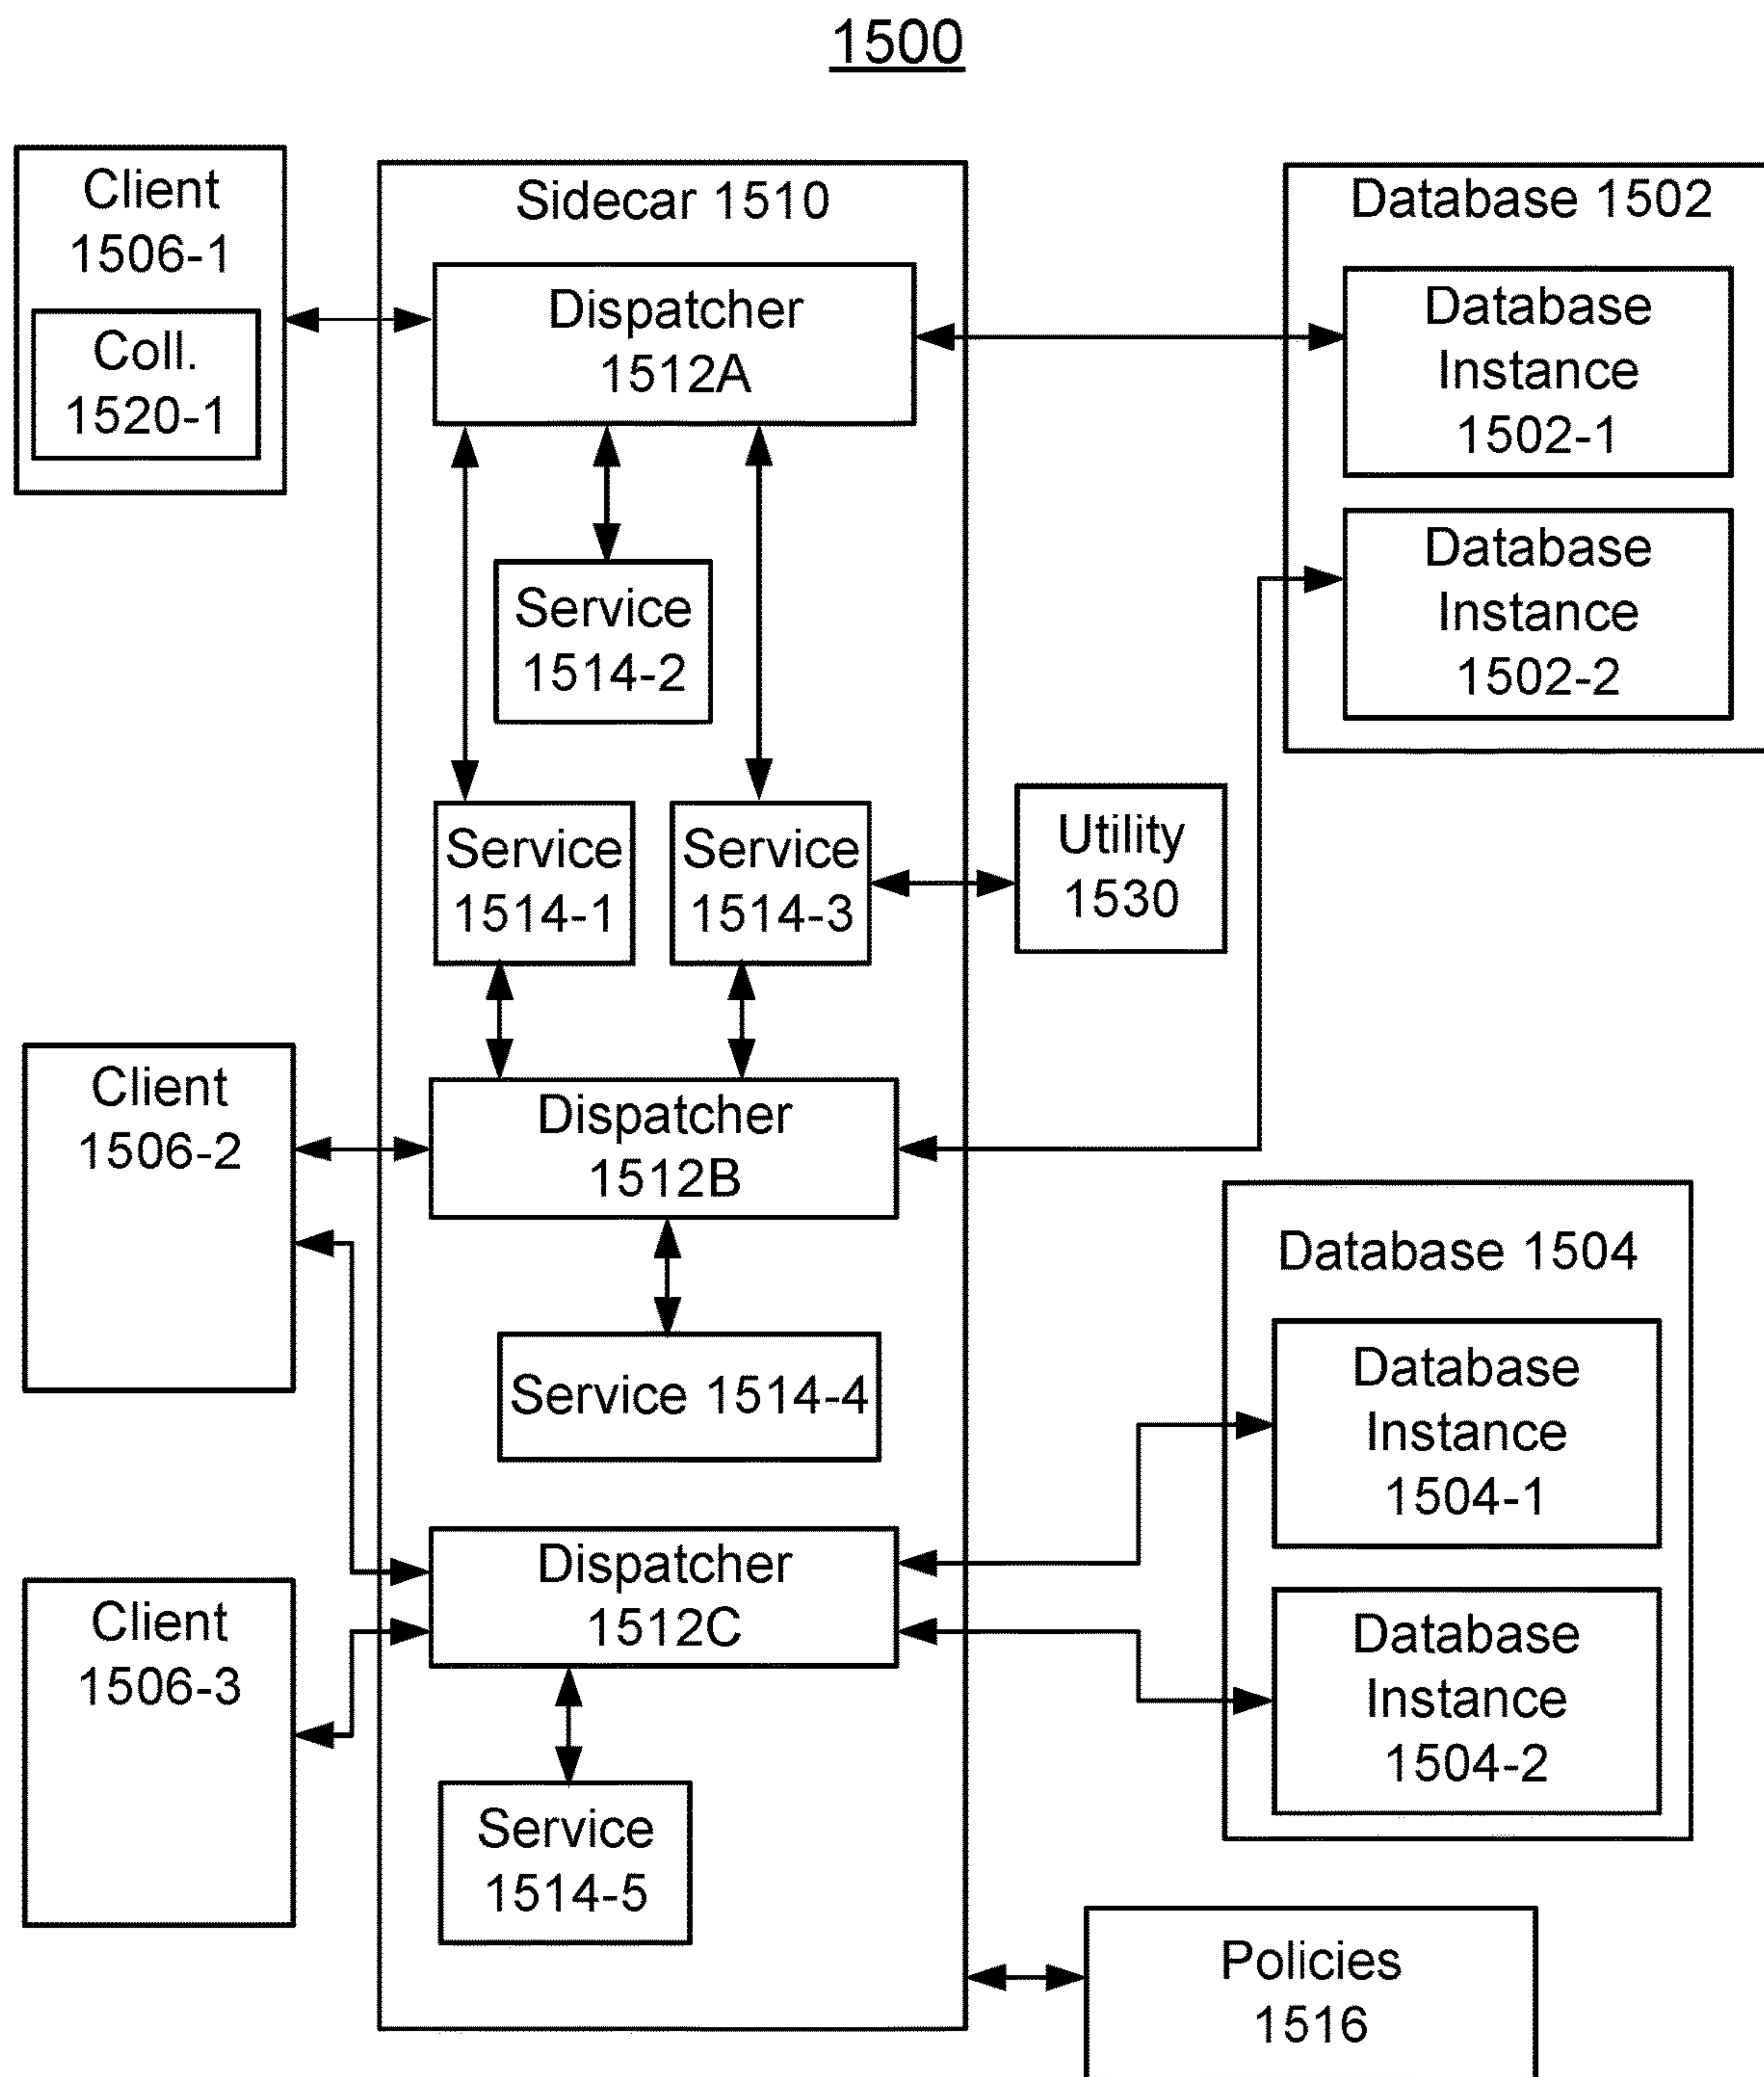 1500
Client
1506-1
Coll.
1520-1
Sidecar 1510
Dispatcher
1512A
Database 1502
Database
Instance
1502-1
Database
Instance
1502-2
Service
1514-2
Service
1514-1
Service
1514-3
Utility
1530
Client
1506-2
Dispatcher
1512B
Service 1514-4
Database 1504
Database
Instance
1504-1
Database
Instance
1504-2
Client
1506-3
Dispatcher
1512C
Service
1514-5
Policies
1516